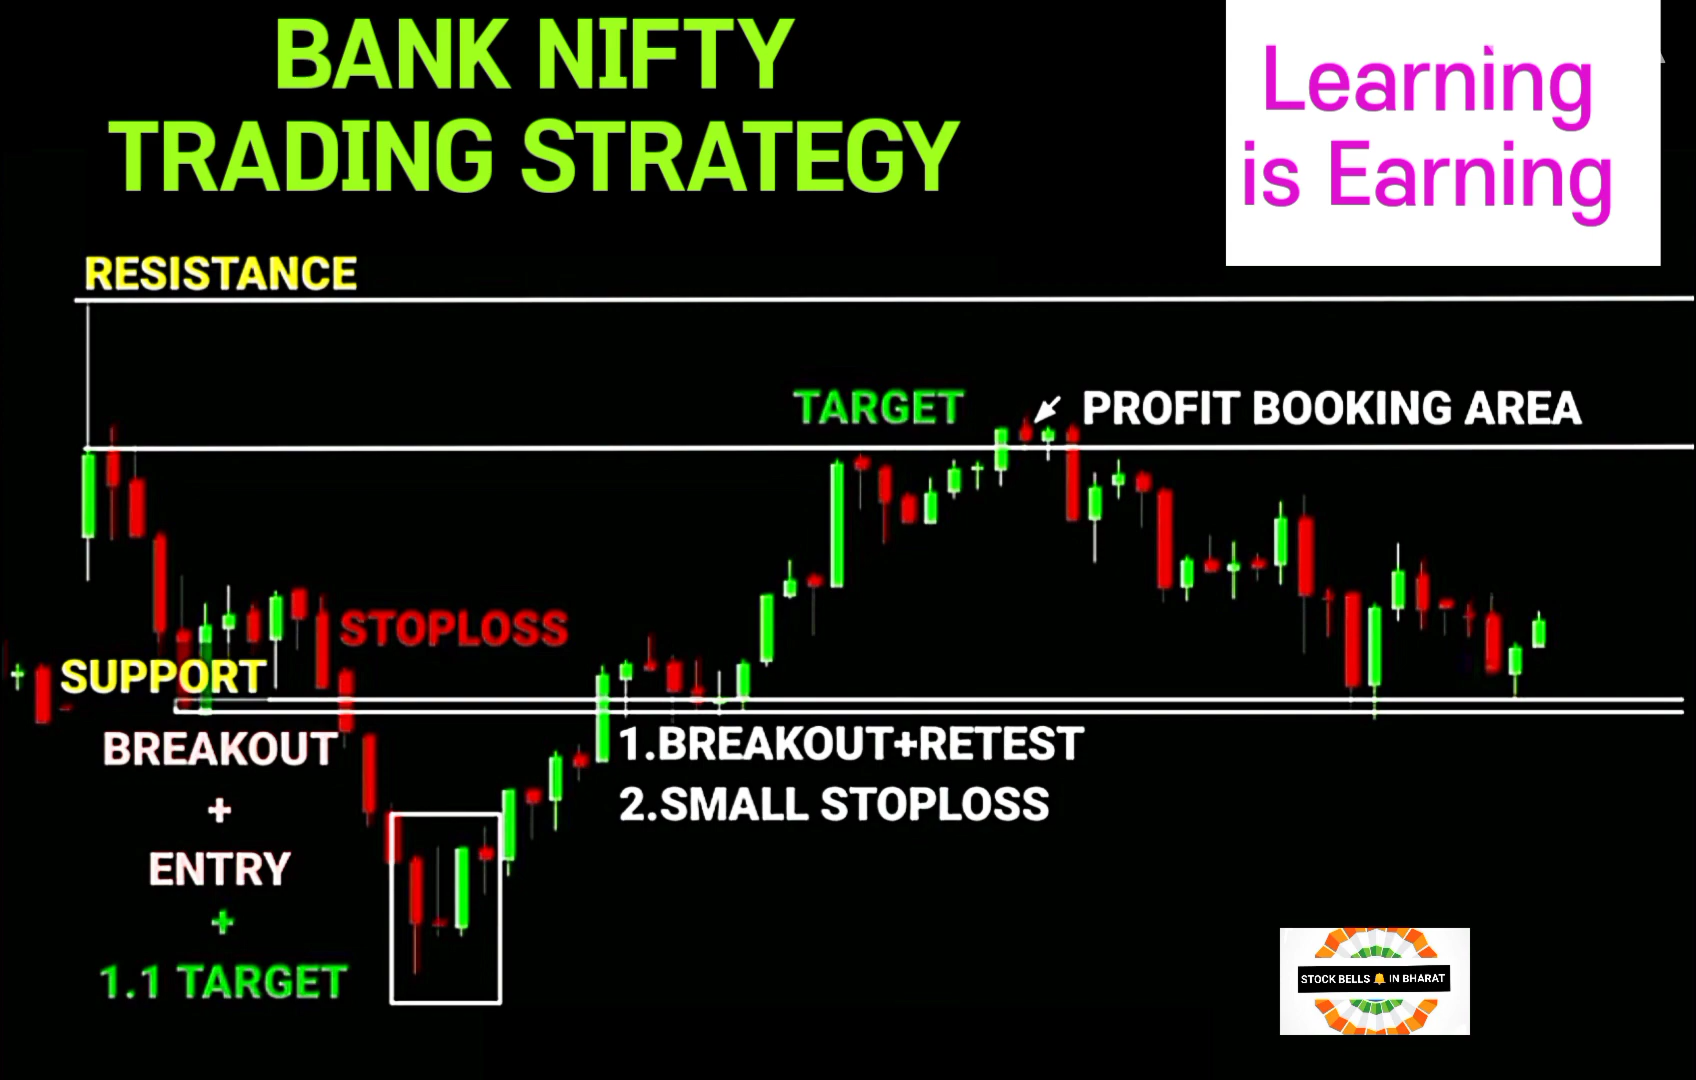 BANK NIFTY
TRADING STRATEGY
Learning
is Earning
RESISTANCE
TARGET
PROFIT BOOKING AREA
STOPLOSS
SUPPORT
BREAKOUT
+
ENTRY
+
1.1 TARGET
1.BREAKOUT+RETEST
2.SMALL STOPLOSS
STOCK BELLS 🔔 IN BHARAT